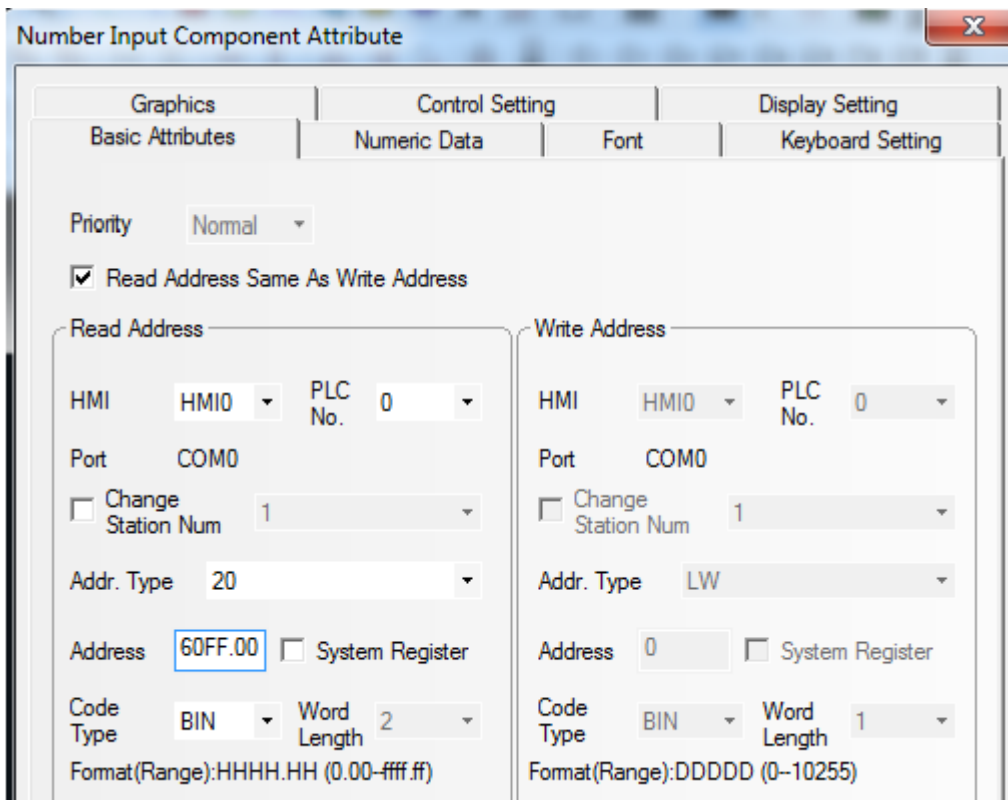 Number Input Component Attribute
Graphics Control Setting Display Setting
Basic Attributes Numeric Data Font Keyboard Setting
Priority Normal
Read Address Same As Write Address
Read Address
HMI HMI0 PLC No. 0
Port COM0
Change Station Num 1
Addr. Type 20
Address 60FF.00 System Register
Code Type BIN Word Length 2
Format(Range):HHHH.HH (0.00--ffff.ff)
Write Address
HMI HMI0 PLC No. 0
Port COM0
Change Station Num 1
Addr. Type LW
Address 0 System Register
Code Type BIN Word Length 1
Format(Range):DDDDD (0--10255)